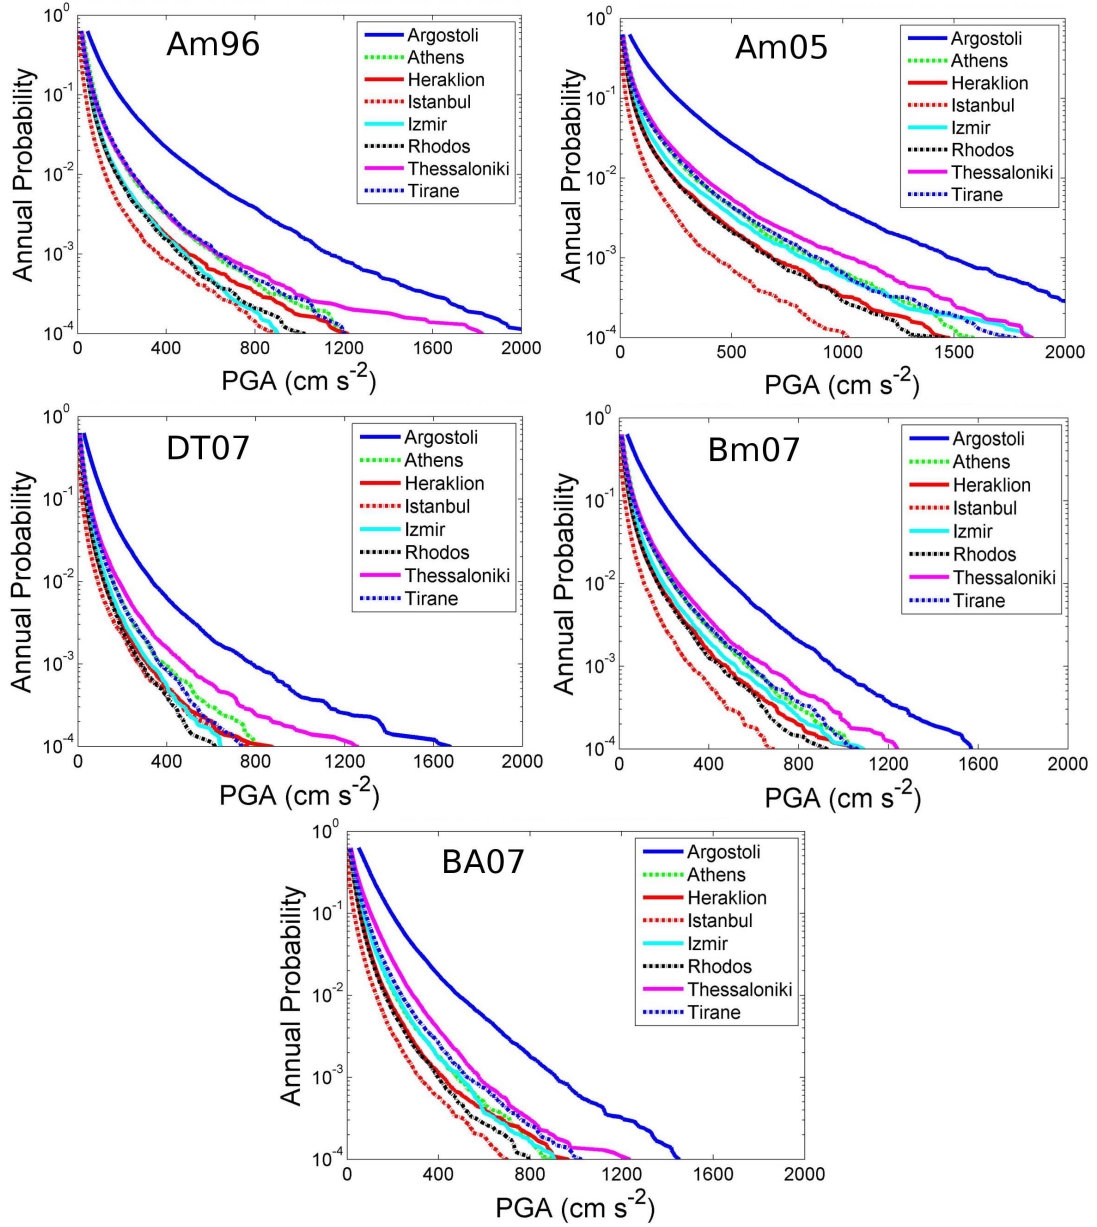 Am96
Annual Probability
10^0
10^-1
10^-2
10^-3
10^-4
0 400 800 1200 1600 2000
PGA (cm s^-2)
Argostoli
Athens
Heraklion
Istanbul
Izmir
Rhodos
Thessaloniki
Tirane
Am05
Annual Probability
10^0
10^-1
10^-2
10^-3
10^-4
0 500 1000 1500 2000
PGA (cm s^-2)
Argostoli
Athens
Heraklion
Istanbul
Izmir
Rhodos
Thessaloniki
Tirane
DT07
Annual Probability
10^0
10^-1
10^-2
10^-3
10^-4
0 400 800 1200 1600 2000
PGA (cm s^-2)
Argostoli
Athens
Heraklion
Istanbul
Izmir
Rhodos
Thessaloniki
Tirane
Bm07
Annual Probability
10^0
10^-1
10^-2
10^-3
10^-4
0 400 800 1200 1600 2000
PGA (cm s^-2)
Argostoli
Athens
Heraklion
Istanbul
Izmir
Rhodos
Thessaloniki
Tirane
BA07
Annual Probability
10^0
10^-1
10^-2
10^-3
10^-4
0 400 800 1200 1600 2000
PGA (cm s^-2)
Argostoli
Athens
Heraklion
Istanbul
Izmir
Rhodos
Thessaloniki
Tirane